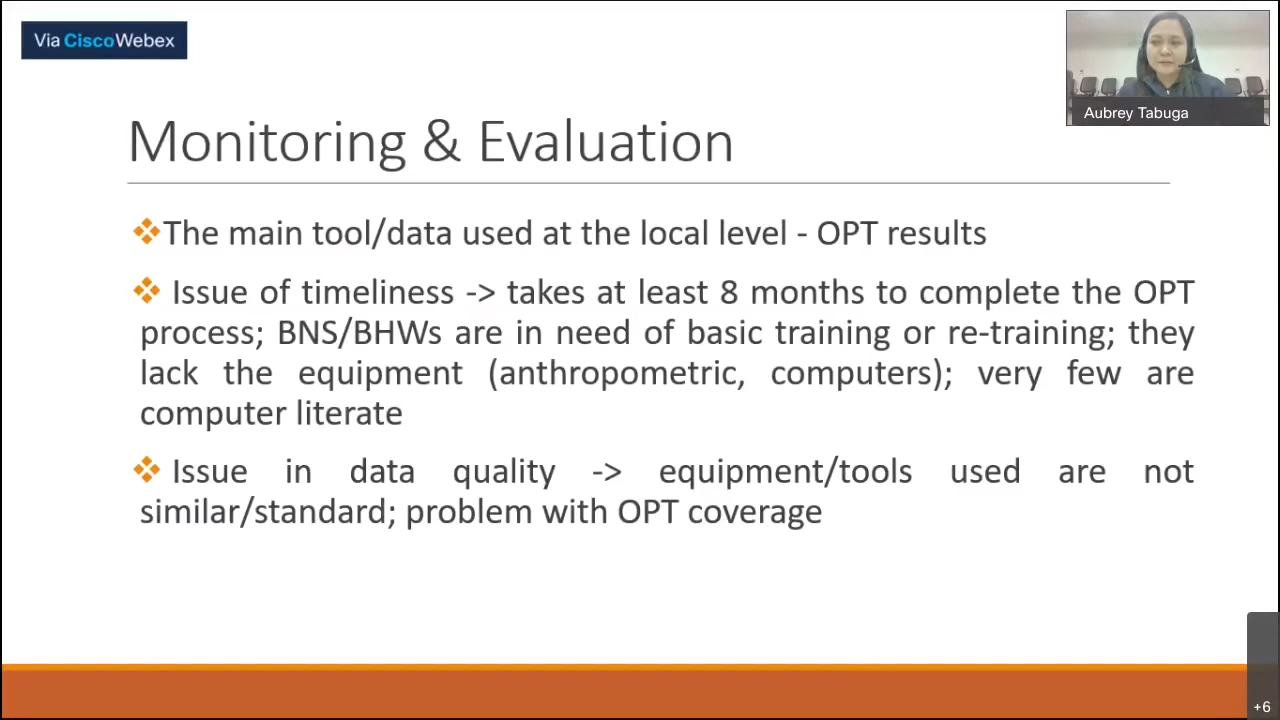 Via CiscoWebex
Aubrey Tabuga
Monitoring & Evaluation
The main tool/data used at the local level - OPT results
Issue of timeliness -> takes at least 8 months to complete the OPT
process; BNS/BHWs are in need of basic training or re-training; they
lack the equipment (anthropometric, computers); very few are
computer literate
Issue in data quality -> equipment/tools used are not
similar/standard; problem with OPT coverage
+6